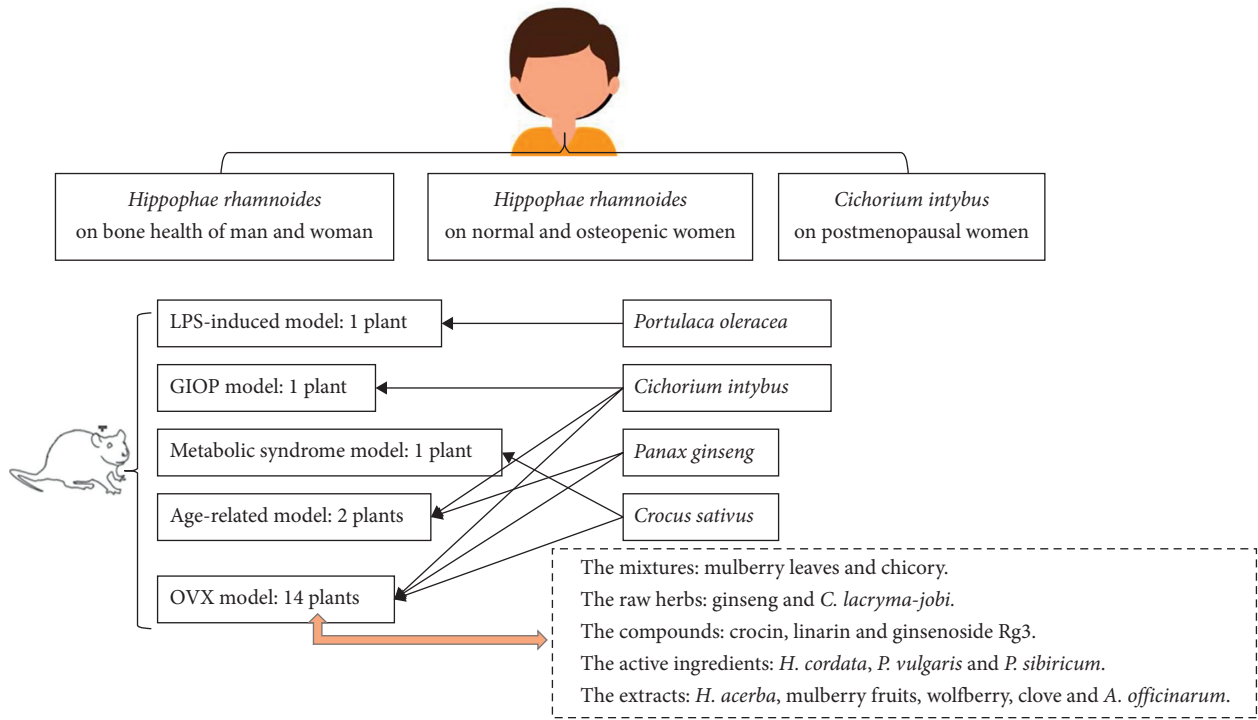 Hippophae rhamnoides
on bone health of man and woman
Hippophae rhamnoides
on normal and osteopenic women
Cichorium intybus
on postmenopausal women
LPS-induced model: 1 plant
Portulaca oleracea
GIOP model: 1 plant
Cichorium intybus
Metabolic syndrome model: 1 plant
Panax ginseng
Age-related model: 2 plants
Crocus sativus
OVX model: 14 plants
The mixtures: mulberry leaves and chicory.
The raw herbs: ginseng and C. lacryma-jobi.
The compounds: crocin, linarin and ginsenoside Rg3.
The active ingredients: H. cordata, P. vulgaris and P. sibiricum.
The extracts: H. acerba, mulberry fruits, wolfberry, clove and A. officinarum.